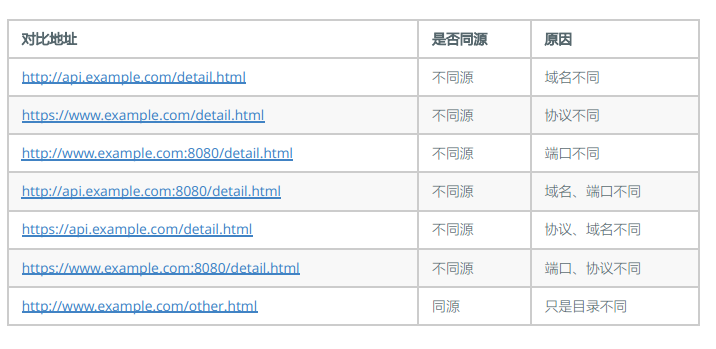 对比地址 是否同源 原因
http://api.example.com/detail.html 不同源 域名不同
https://www.example.com/detail.html 不同源 协议不同
http://www.example.com:8080/detail.html 不同源 端口不同
http://api.example.com:8080/detail.html 不同源 域名、端口不同
https://api.example.com/detail.html 不同源 协议、域名不同
https://www.example.com:8080/detail.html 不同源 端口、协议不同
http://www.example.com/other.html 同源 只是目录不同